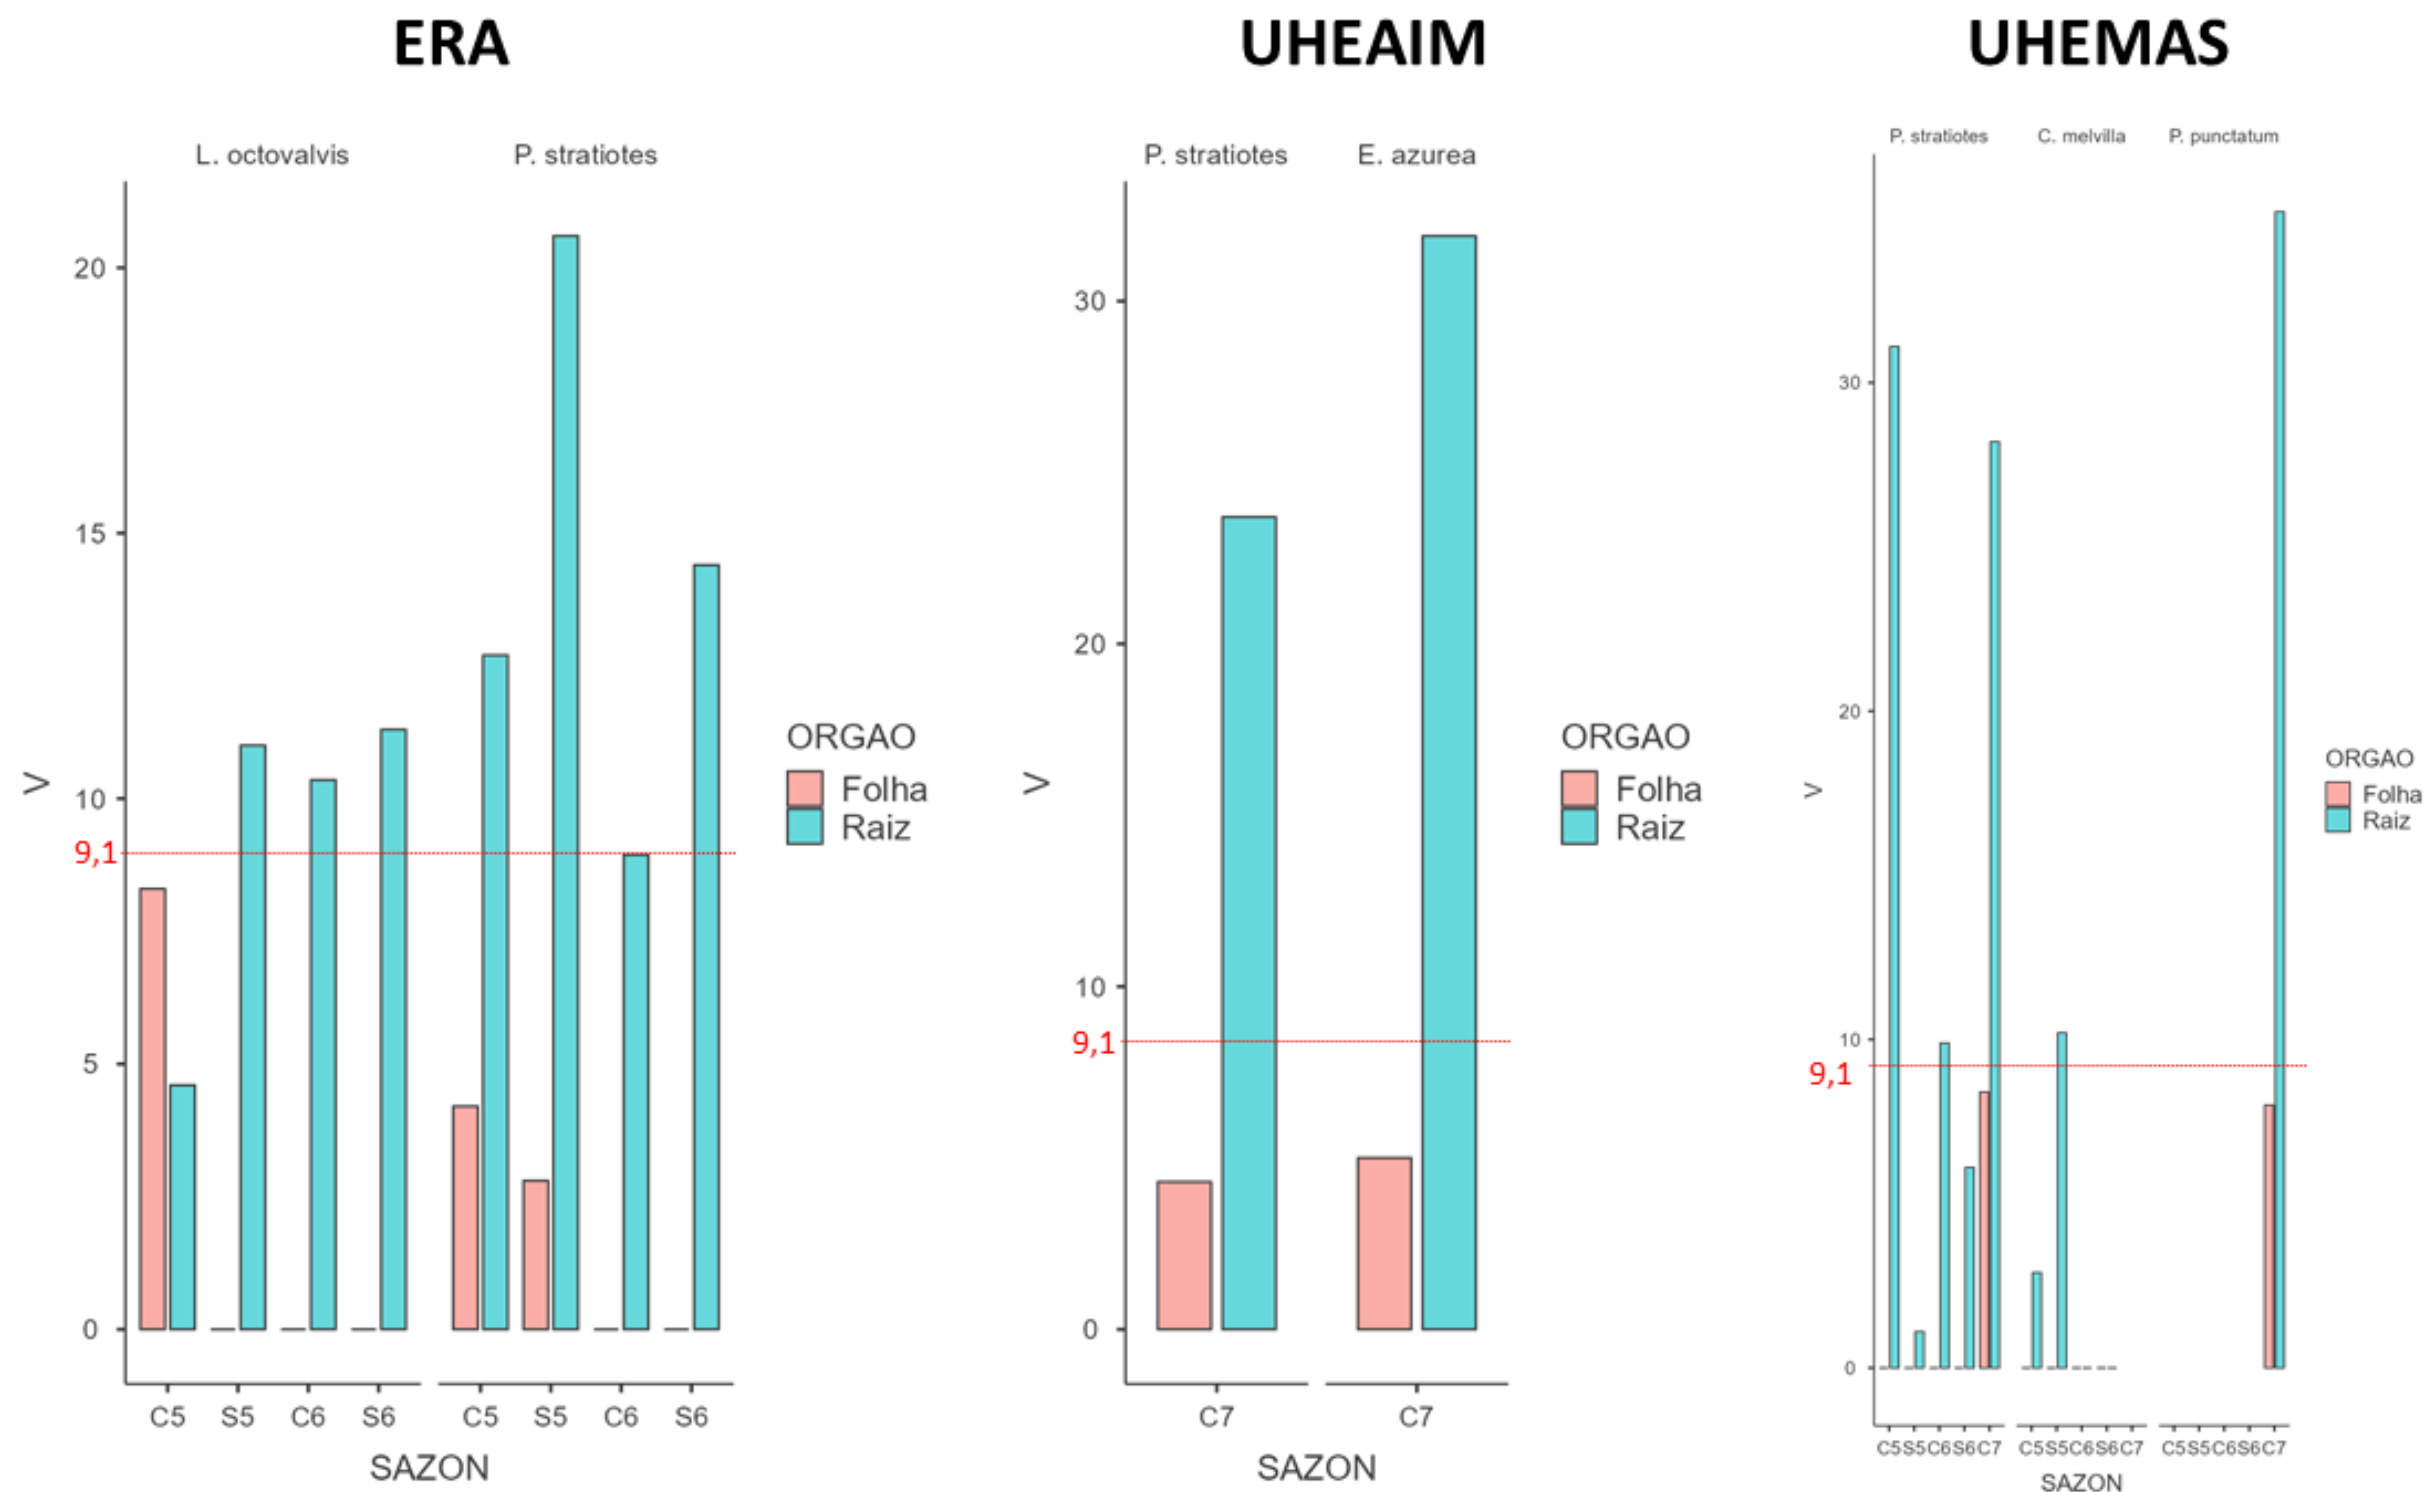 ERA
L. octovalvis P. stratiotes
20
15
10
9,1
5
0
V
C5 S5 C6 S6 C5 S5 C6 S6
SAZON
ORGAO
Folha
Raiz
UHEAIM
P. stratiotes E. azurea
30
20
10
9,1
0
V
C7 C7
SAZON
ORGAO
Folha
Raiz
UHEMAS
P. stratiotes C. melvilla P. punctatum
30
20
10
9,1
0
V
C5S5C6S6C7 C5S5C6S6C7 C5S5C6S6C7
SAZON
ORGAO
Folha
Raiz